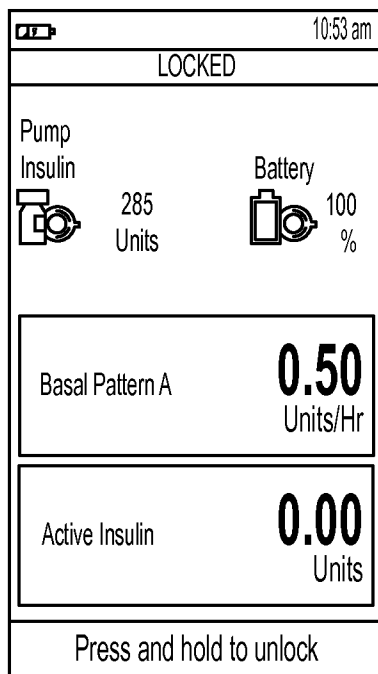 10:53 am
LOCKED
Pump
Insulin
285
Units
Battery
100
%
Basal Pattern A
0.50
Units/Hr
Active Insulin
0.00
Units
Press and hold to unlock